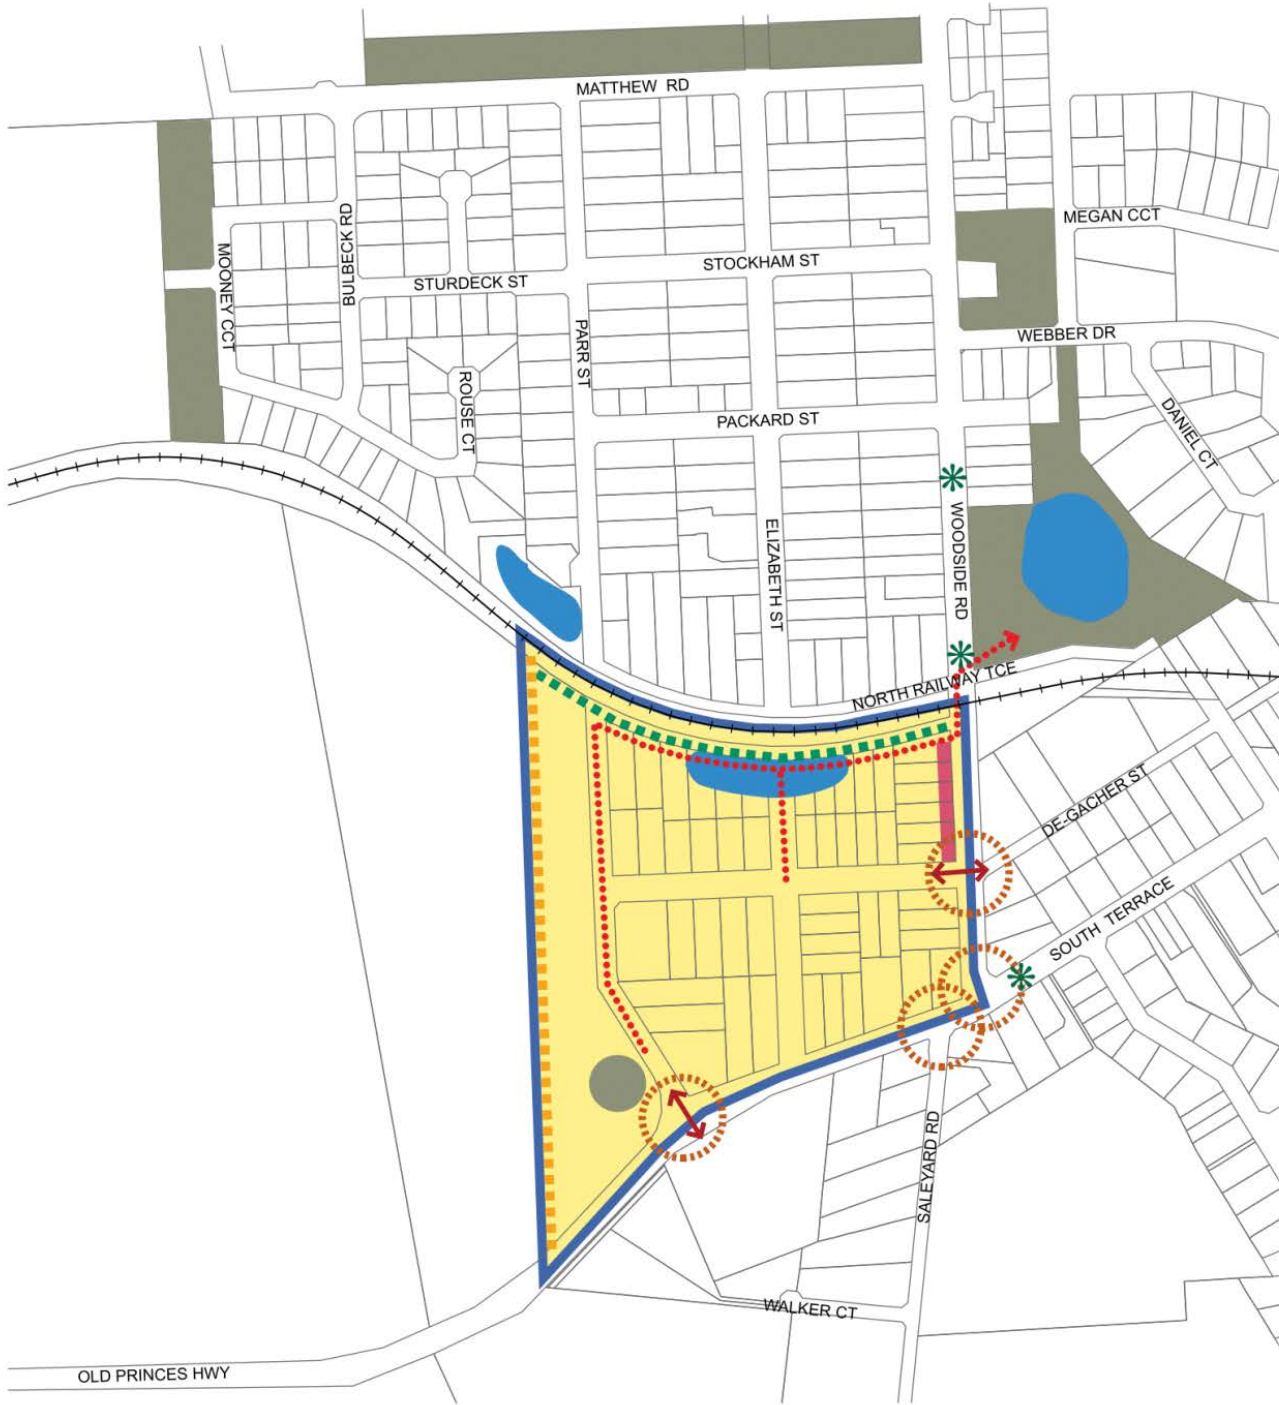 MATTHEW RD
MEGAN CCT
BULBECK RD
MOONEY CCT
STOCKHAM ST
STURDECK ST
WEBBER DR
PARR ST
ROUSE CT
PACKARD ST
DANIEL CT
ELIZABETH ST
WOODSIDE RD
NORTH RAILWAY TCE
DE-GACHER ST
SOUTH TERRACE
SALEYARD RD
WALKER CT
OLD PRINCES HWY